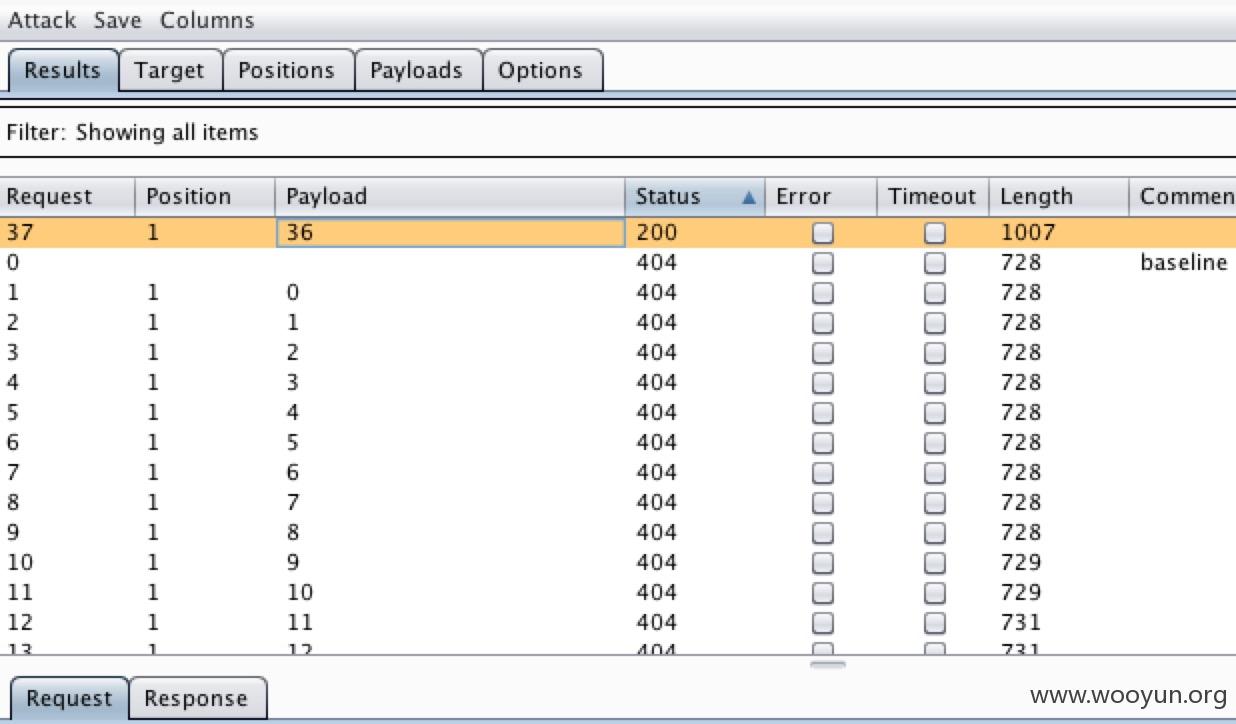 Attack Save Columns
Results Target Positions Payloads Options
Filter: Showing all items
Request Position Payload Status Error Timeout Length Commen
37 1 36 200 1007
0 404 728 baseline
1 1 0 404 728
2 1 1 404 728
3 1 2 404 728
4 1 3 404 728
5 1 4 404 728
6 1 5 404 728
7 1 6 404 728
8 1 7 404 728
9 1 8 404 728
10 1 9 404 729
11 1 10 404 729
12 1 11 404 731
13 1 12 404 731
Request Response
www.wooyun.org